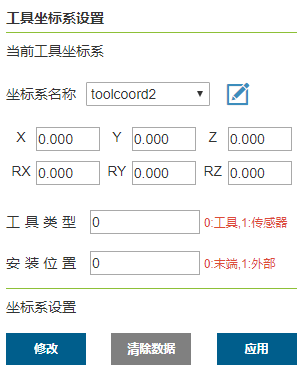 工具坐标系设置
当前工具坐标系
坐标系名称 toolcoord2
X 0.000 Y 0.000 Z 0.000
RX 0.000 RY 0.000 RZ 0.000
工具类型 0 0:工具,1:传感器
安装位置 0 0:末端,1:外部
坐标系设置
修改 清除数据 应用